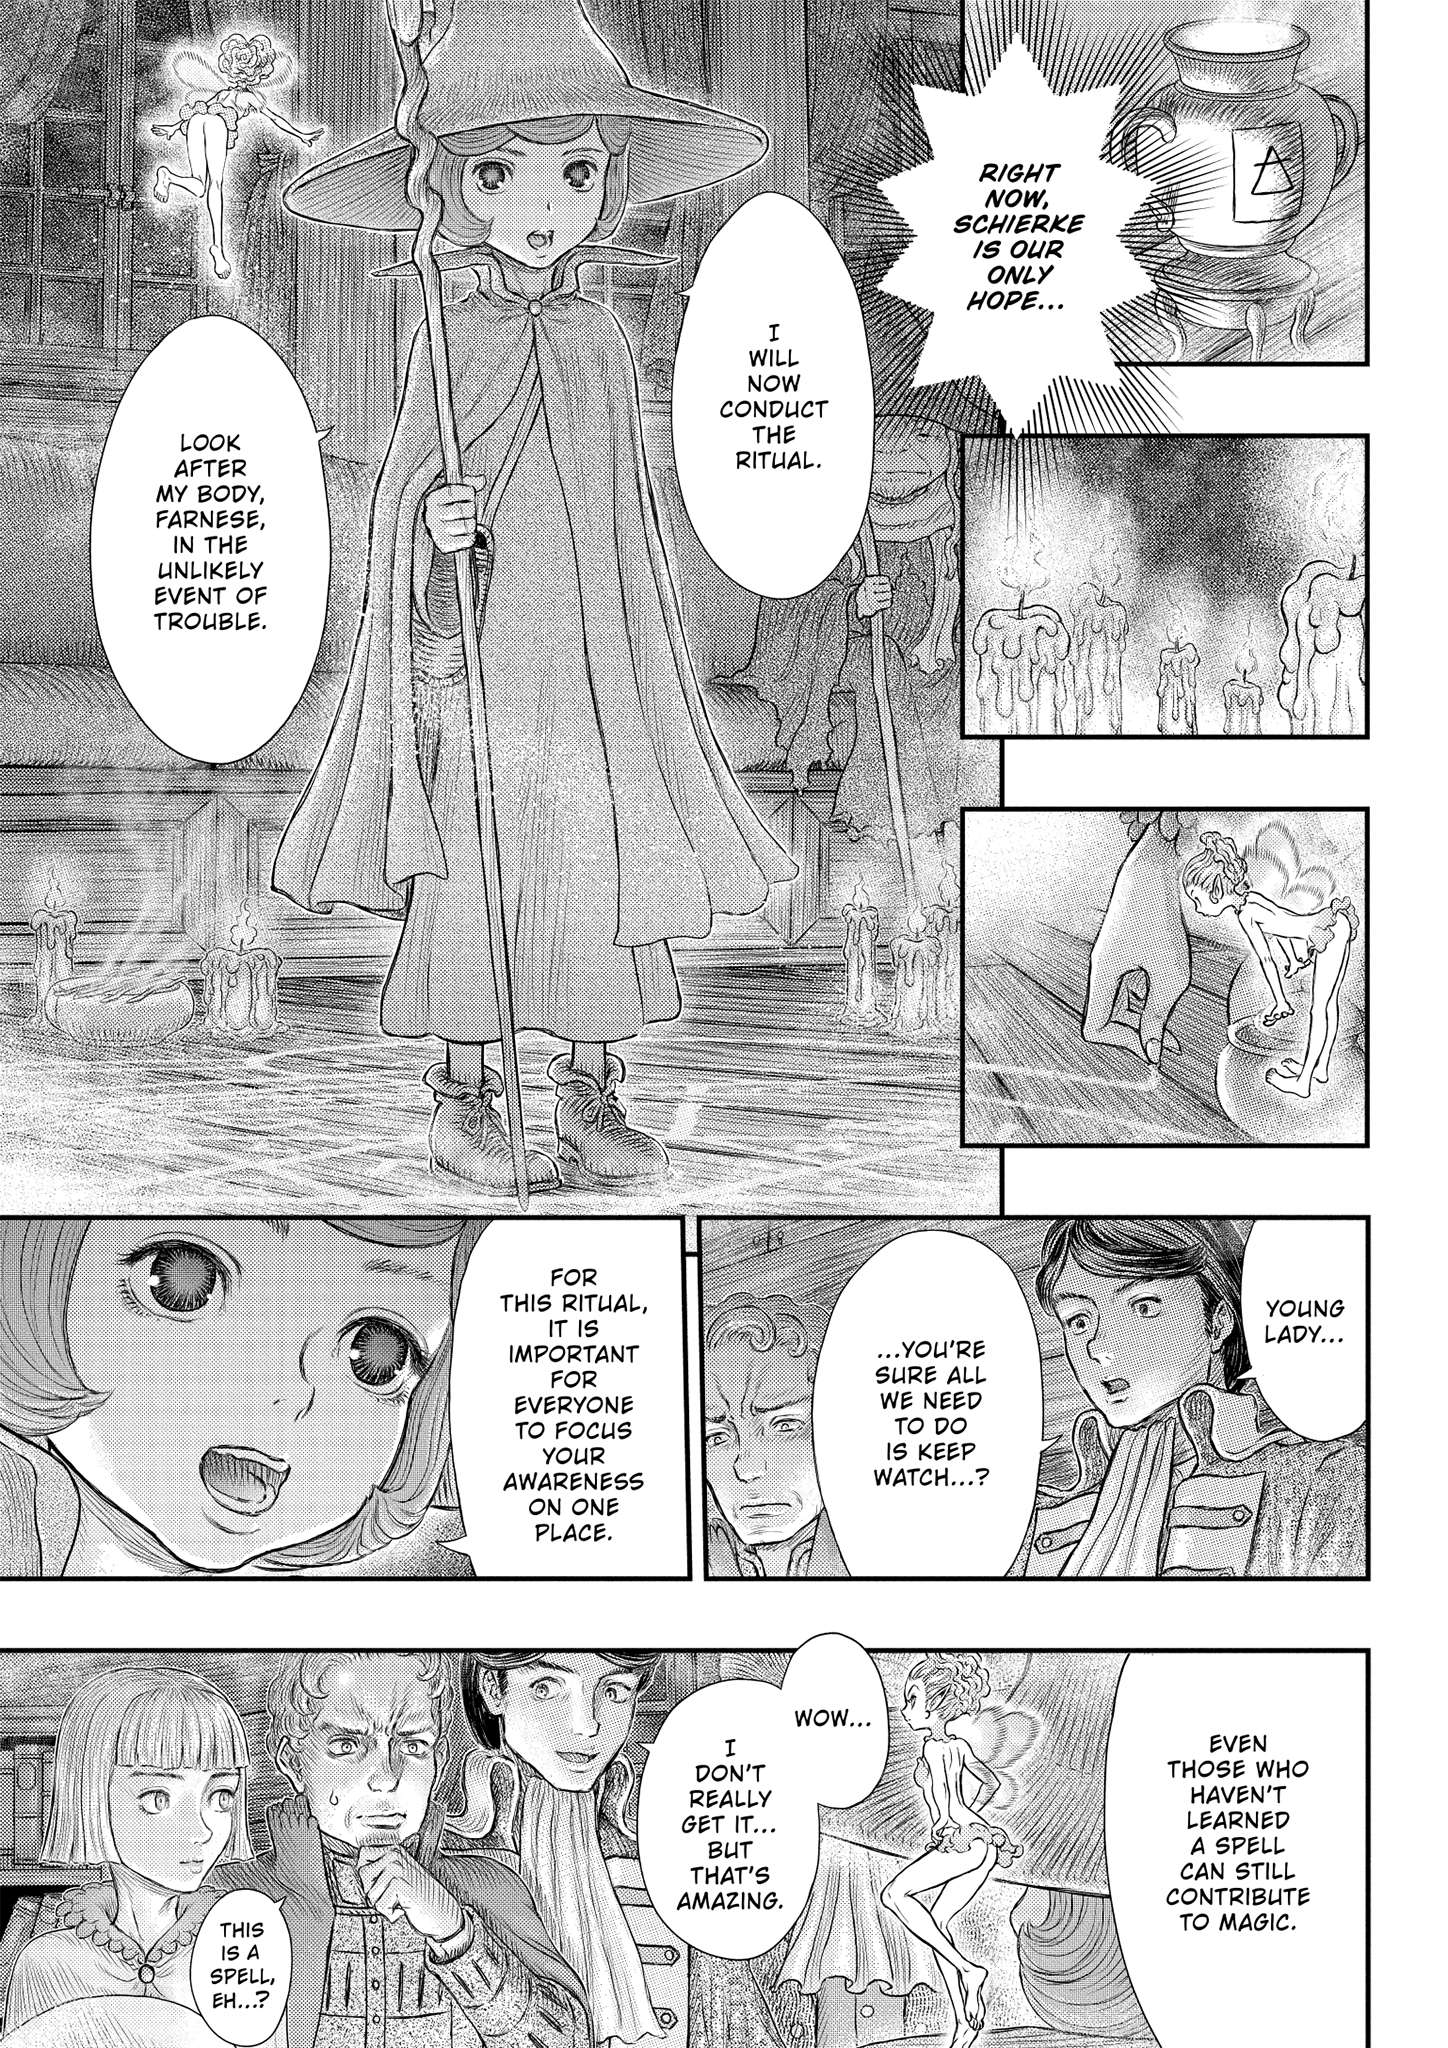 RIGHT
NOW,
SCHIERKE
IS OUR
ONLY
HOPE...
I
WILL
NOW
CONDUCT
THE
RITUAL.
LOOK
AFTER
MY BODY,
FARNESE,
IN THE
UNLIKELY
EVENT OF
TROUBLE.
YOUNG
LADY...
...YOU'RE
SURE ALL
WE NEED
TO DO
IS KEEP
WATCH...?
FOR
THIS RITUAL,
IT IS
IMPORTANT
FOR
EVERYONE
TO FOCUS
YOUR
AWARENESS
ON ONE
PLACE.
EVEN
THOSE WHO
HAVEN'T
LEARNED
A SPELL
CAN STILL
CONTRIBUTE
TO MAGIC.
WOW...
I
DON'T
REALLY
GET IT...
BUT
THAT'S
AMAZING.
THIS
IS A
SPELL,
EH...?